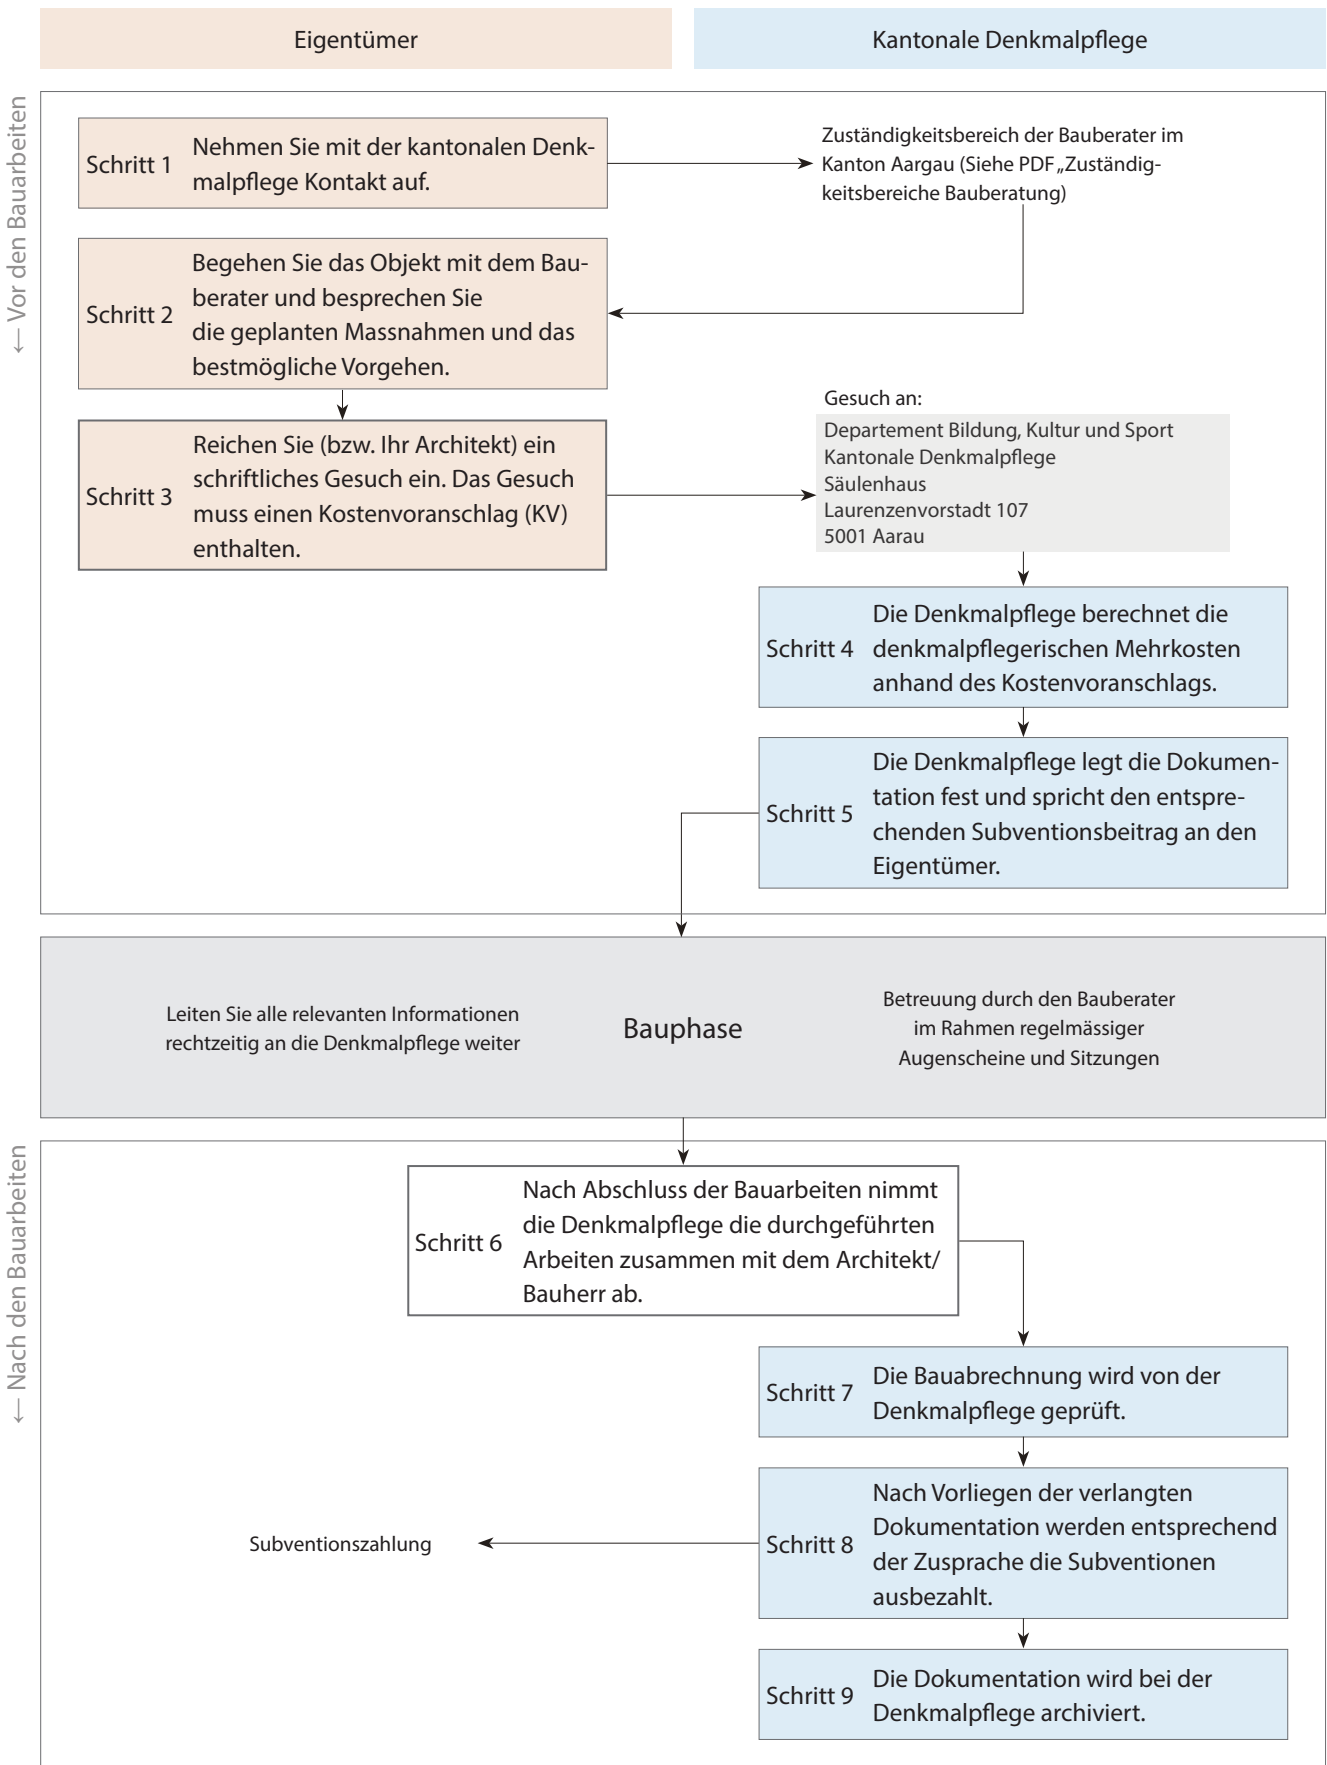 Eigentümer
Kantonale Denkmalpflege
← Vor den Bauarbeiten
Schritt 1
Nehmen Sie mit der kantonalen Denk-
malpflege Kontakt auf.
Zuständigkeitsbereich der Bauberater im
Kanton Aargau (Siehe PDF „Zuständig-
keitsbereiche Bauberatung)
Schritt 2
Begehen Sie das Objekt mit dem Bau-
berater und besprechen Sie
die geplanten Massnahmen und das
bestmögliche Vorgehen.
Schritt 3
Reichen Sie (bzw. Ihr Architekt) ein
schriftliches Gesuch ein. Das Gesuch
muss einen Kostenvoranschlag (KV)
enthalten.
Gesuch an:
Departement Bildung, Kultur und Sport
Kantonale Denkmalpflege
Säulenhaus
Laurenzenvorstadt 107
5001 Aarau
Schritt 4
Die Denkmalpflege berechnet die
denkmalpflegerischen Mehrkosten
anhand des Kostenvoranschlags.
Schritt 5
Die Denkmalpflege legt die Dokumen-
tation fest und spricht den entspre-
chenden Subventionsbeitrag an den
Eigentümer.
Leiten Sie alle relevanten Informationen
rechtzeitig an die Denkmalpflege weiter
Bauphase
Betreuung durch den Bauberater
im Rahmen regelmässiger
Augenscheine und Sitzungen
← Nach den Bauarbeiten
Schritt 6
Nach Abschluss der Bauarbeiten nimmt
die Denkmalpflege die durchgeführten
Arbeiten zusammen mit dem Architekt/
Bauherr ab.
Schritt 7
Die Bauabrechnung wird von der
Denkmalpflege geprüft.
Schritt 8
Nach Vorliegen der verlangten
Dokumentation werden entsprechend
der Zusprache die Subventionen
ausbezahlt.
Subventionszahlung
Schritt 9
Die Dokumentation wird bei der
Denkmalpflege archiviert.